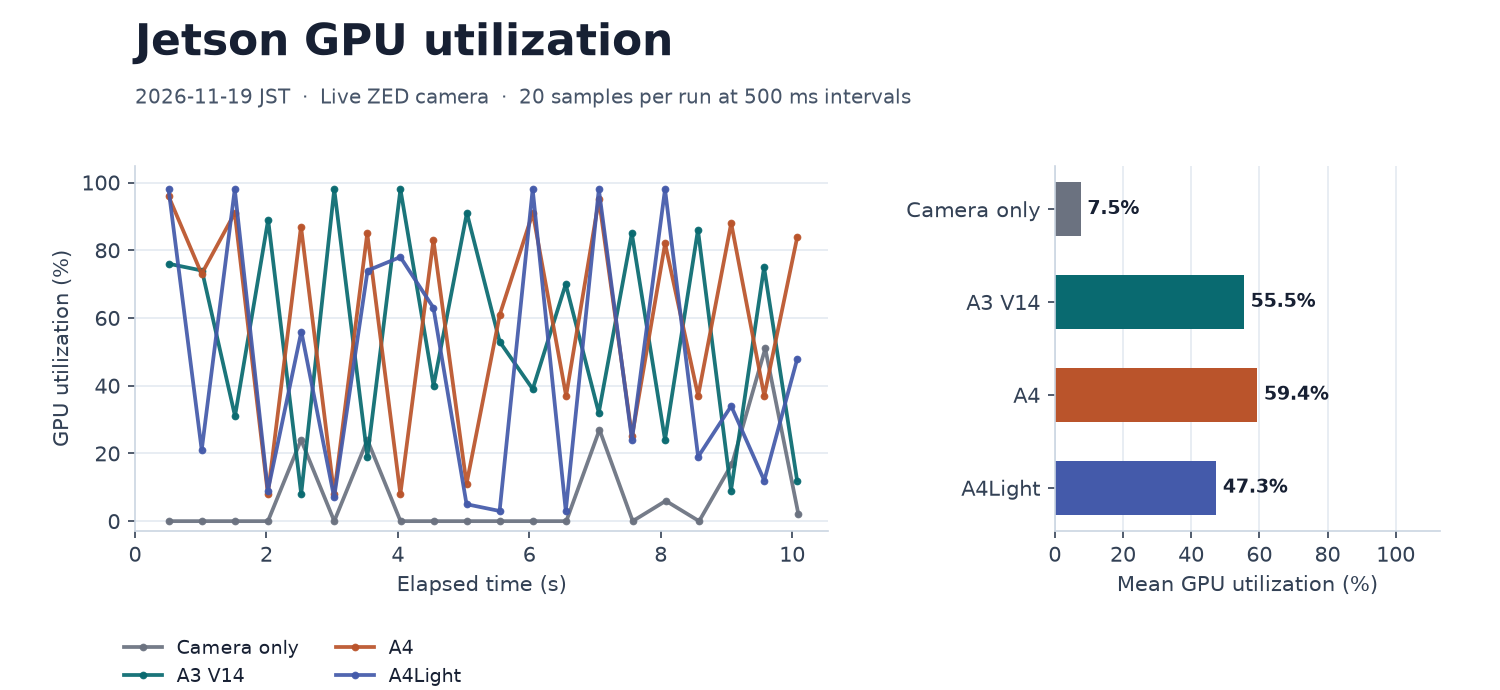 Jetson GPU utilization
2026-11-19 JST · Live ZED camera · 20 samples per run at 500 ms intervals
GPU utilization (%)
100
80
60
40
20
0
0 2 4 6 8 10
Elapsed time (s)
Camera only 7.5%
A3 V14 55.5%
A4 59.4%
A4Light 47.3%
0 20 40 60 80 100
Mean GPU utilization (%)
Camera only A4
A3 V14 A4Light